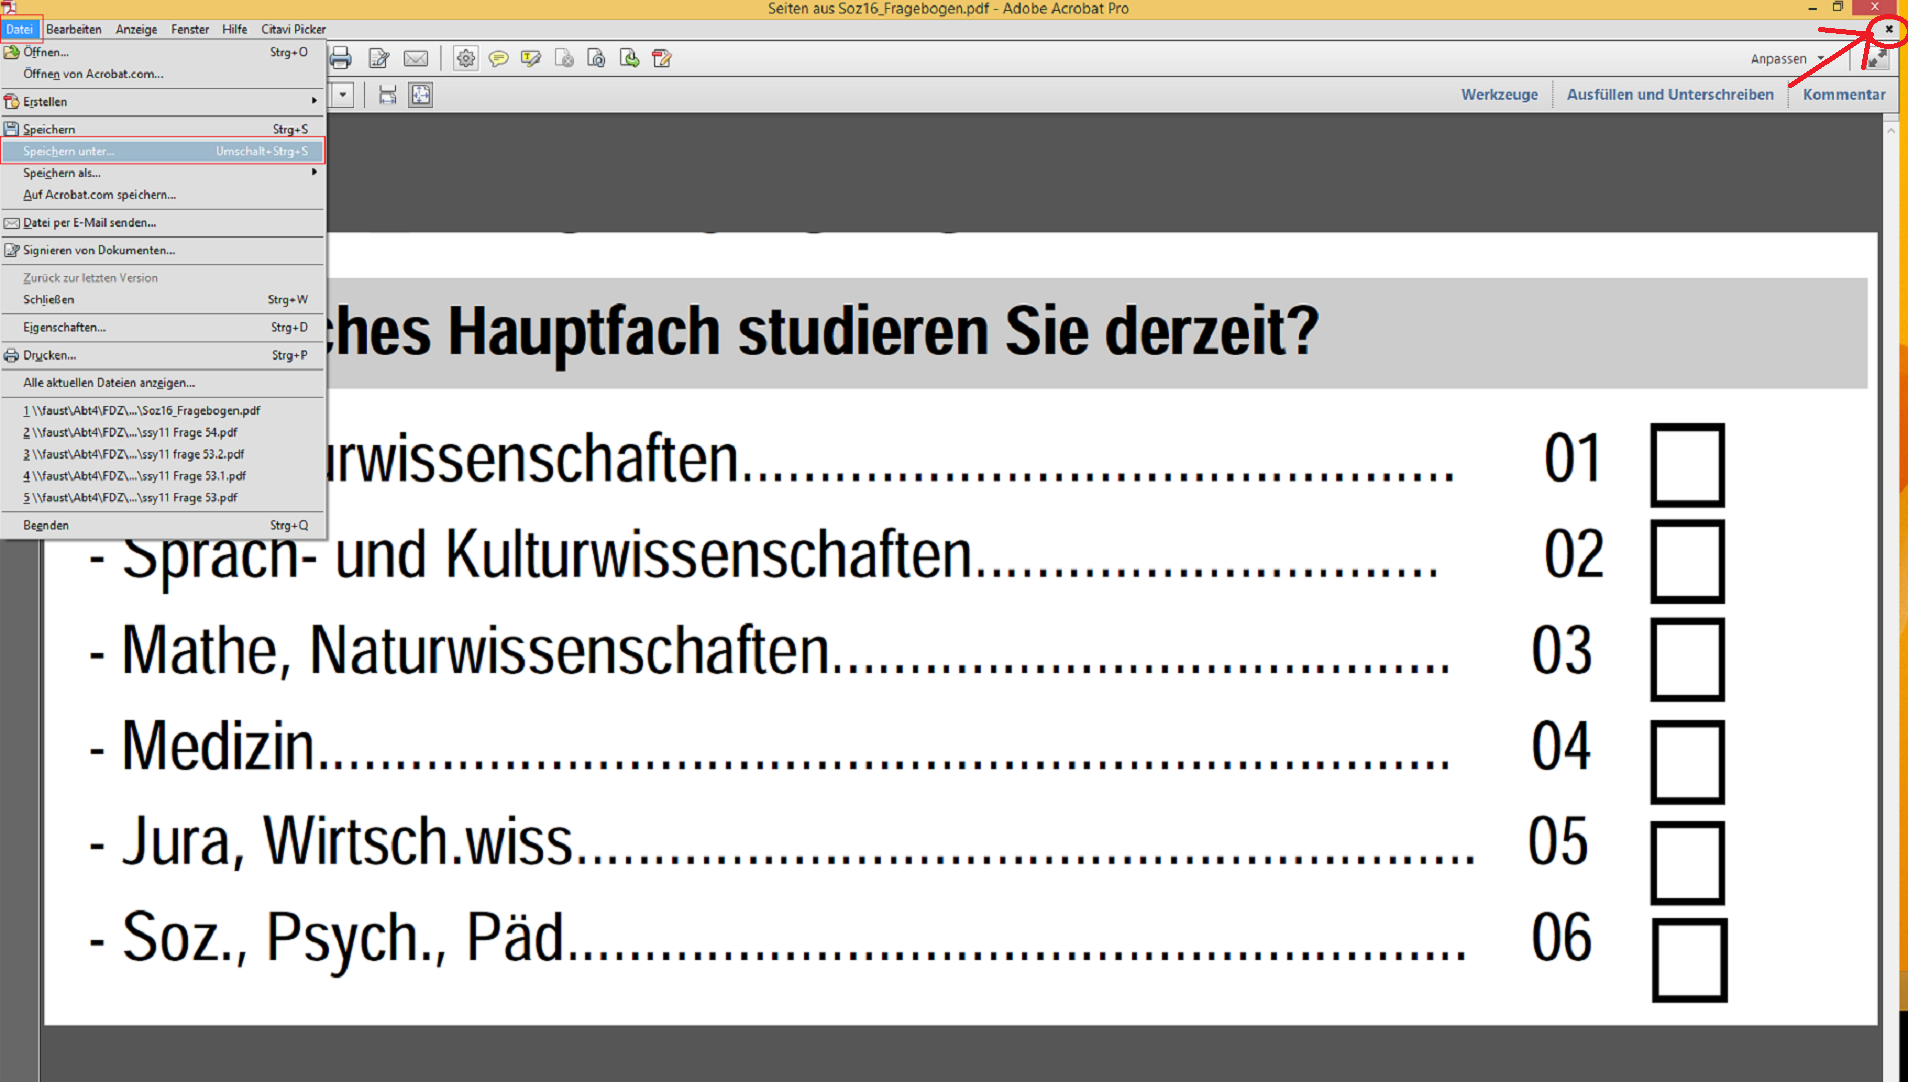 Seiten aus Soz16_Fragebogen.pdf - Adobe Acrobat Pro
Datei Bearbeiten Anzeige Fenster Hilfe Citavi Picker
Öffnen... Strg+O
Öffnen von Acrobat.com...
Erstellen
Speichern Strg+S
Speichern unter... Umschalt+Strg+S
Speichern als...
Auf Acrobat.com speichern...
Datei per E-Mail senden...
Signieren von Dokumenten...
Zurück zur letzten Version
Schließen Strg+W
Eigenschaften... Strg+D
Drucken... Strg+P
Alle aktuellen Dateien anzeigen...
1 \\faust\Abt4\FDZ\...\Soz16_Fragebogen.pdf
2 \\faust\Abt4\FDZ\...\ssy11 Frage 54.pdf
3 \\faust\Abt4\FDZ\...\ssy11 frage 53.2.pdf
4 \\faust\Abt4\FDZ\...\ssy11 Frage 53.1.pdf
5 \\faust\Abt4\FDZ\...\ssy11 Frage 53.pdf
Beenden Strg+Q
Anpassen
Werkzeuge Ausfüllen und Unterschreiben Kommentar
ches Hauptfach studieren Sie derzeit?
urwissenschaften.............................................. 01
- Sprach- und Kulturwissenschaften.............................. 02
- Mathe, Naturwissenschaften........................................ 03
- Medizin......................................................................... 04
- Jura, Wirtsch.wiss.......................................................... 05
- Soz., Psych., Päd.......................................................... 06